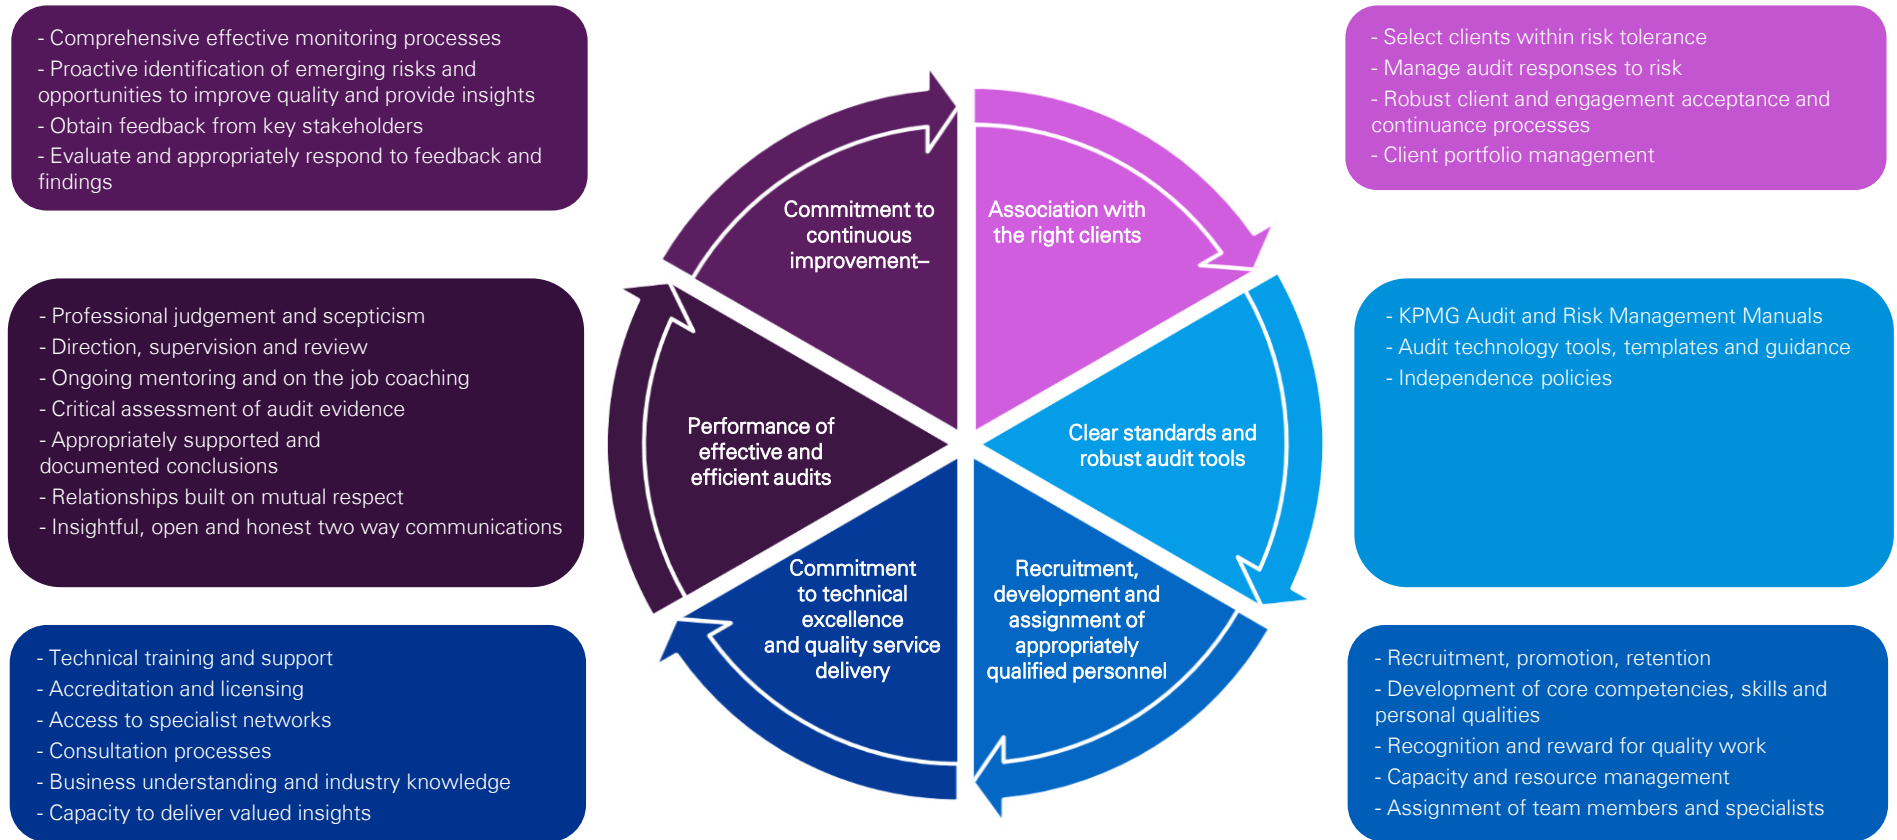 - Comprehensive effective monitoring processes
- Proactive identification of emerging risks and
opportunities to improve quality and provide insights
- Obtain feedback from key stakeholders
- Evaluate and appropriately respond to feedback and
findings
- Select clients within risk tolerance
- Manage audit responses to risk
- Robust client and engagement acceptance and
continuance processes
- Client portfolio management
Commitment to
continuous
improvement–
Association with
the right clients
- Professional judgement and scepticism
- Direction, supervision and review
- Ongoing mentoring and on the job coaching
- Critical assessment of audit evidence
- Appropriately supported and
documented conclusions
- Relationships built on mutual respect
- Insightful, open and honest two way communications
Performance of
effective and
efficient audits
Clear standards and
robust audit tools
- KPMG Audit and Risk Management Manuals
- Audit technology tools, templates and guidance
- Independence policies
Commitment
to technical
excellence
and quality service
delivery
Recruitment,
development and
assignment of
appropriately
qualified personnel
- Technical training and support
- Accreditation and licensing
- Access to specialist networks
- Consultation processes
- Business understanding and industry knowledge
- Capacity to deliver valued insights
- Recruitment, promotion, retention
- Development of core competencies, skills and
personal qualities
- Recognition and reward for quality work
- Capacity and resource management
- Assignment of team members and specialists